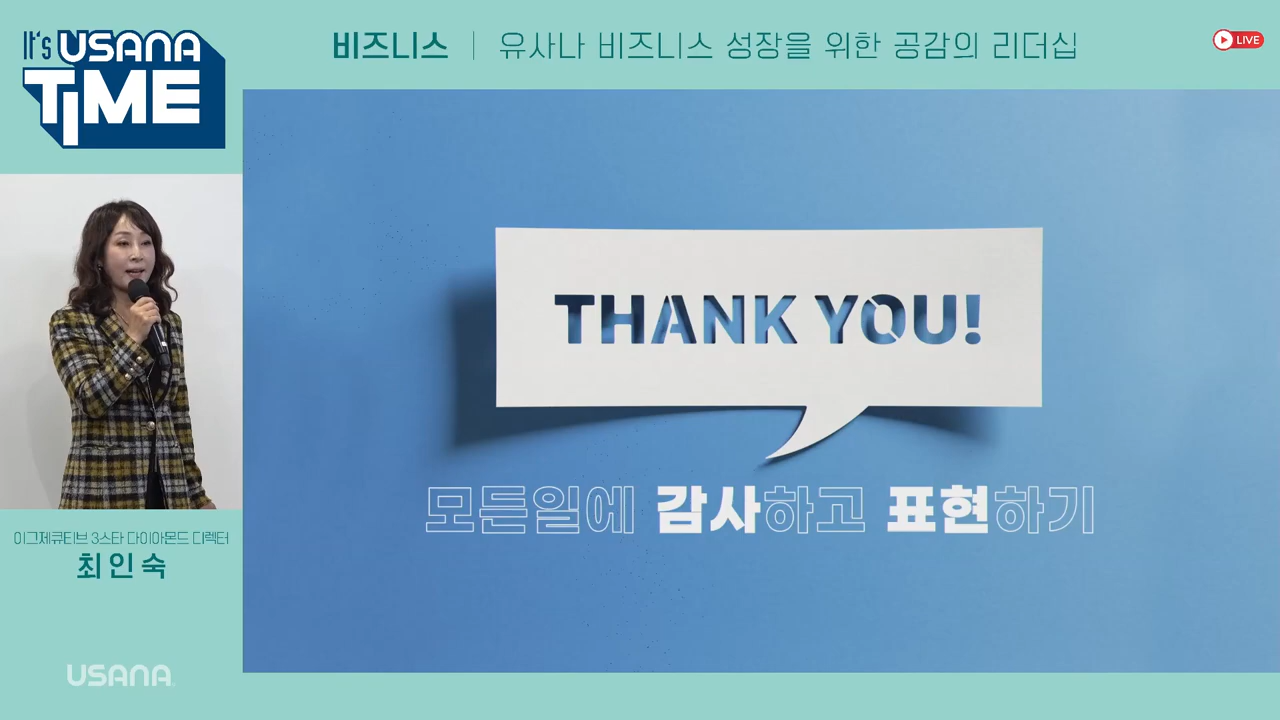 It's USANA
TiME
비즈니스 | 유사나 비즈니스 성장을 위한 공감의 리더십
LIVE
THANK YOU!
모든일에 감사하고 표현하기
이그제큐티브 3스타 다이아몬드 디렉터
최인숙
USANA